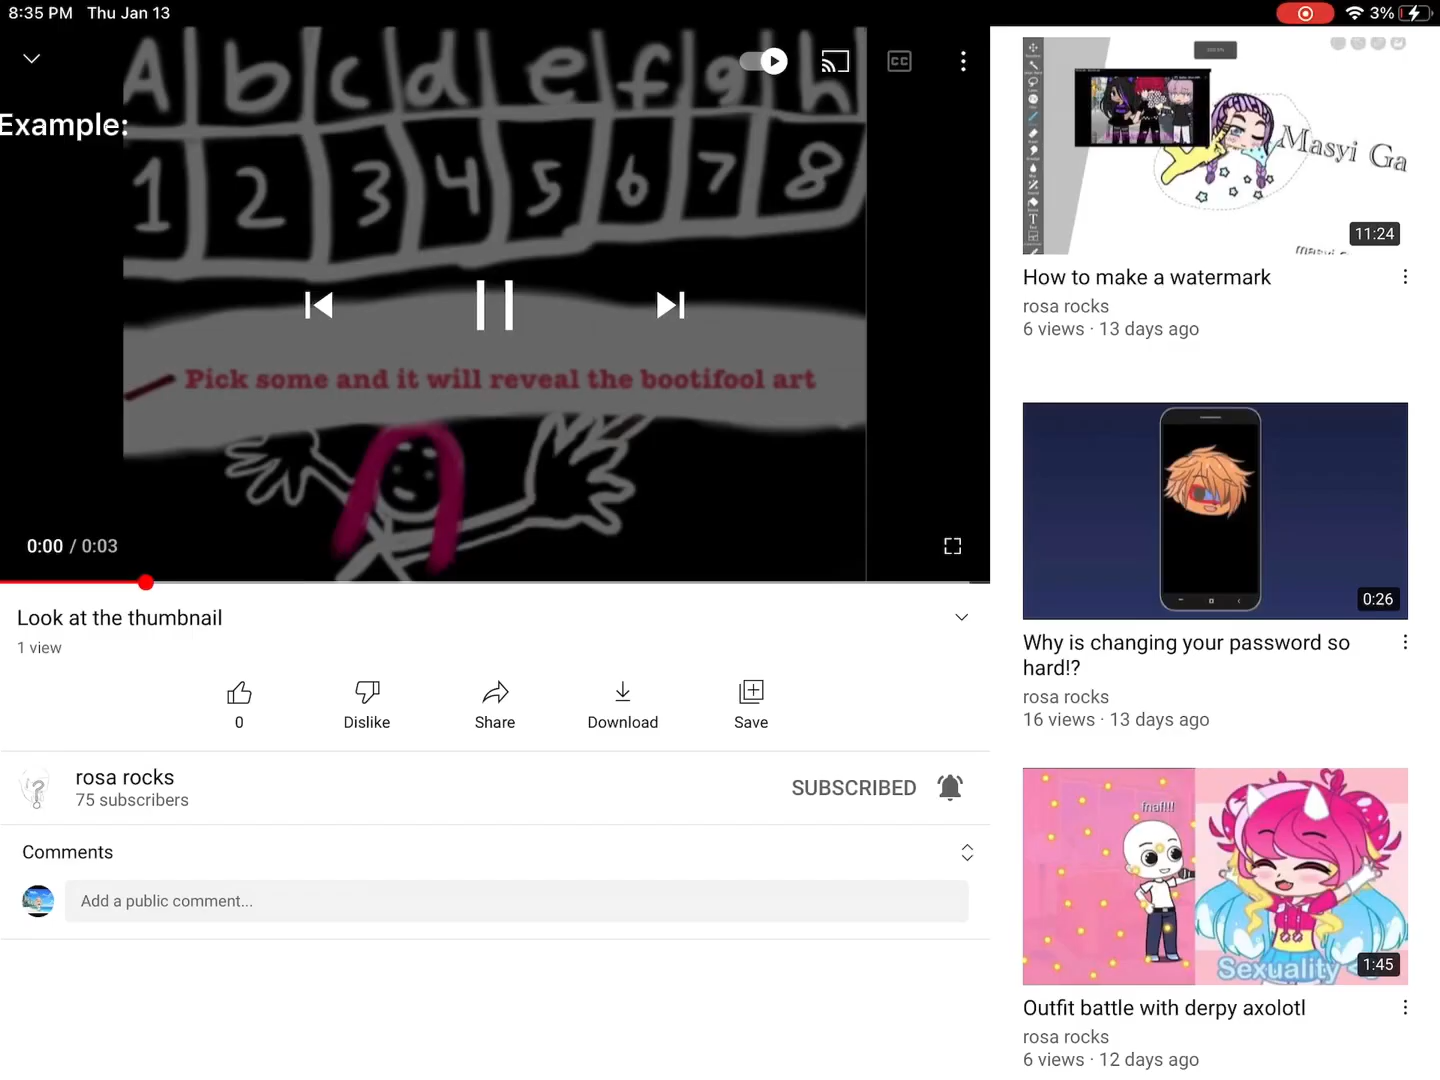 8:35 PM Thu Jan 13
3%
A b c d e f g h
Example:
1 2 3 4 5 6 7 8
Pick some and it will reveal the bootifool art
0:00 / 0:03
Look at the thumbnail
1 view
0
Dislike
Share
Download
Save
rosa rocks
75 subscribers
SUBSCRIBED
Comments
Add a public comment...
Masyi Ga
11:24
How to make a watermark
rosa rocks
6 views · 13 days ago
0:26
Why is changing your password so
hard!?
rosa rocks
16 views · 13 days ago
fnaf!!!
Sexuality
1:45
Outfit battle with derpy axolotl
rosa rocks
6 views · 12 days ago